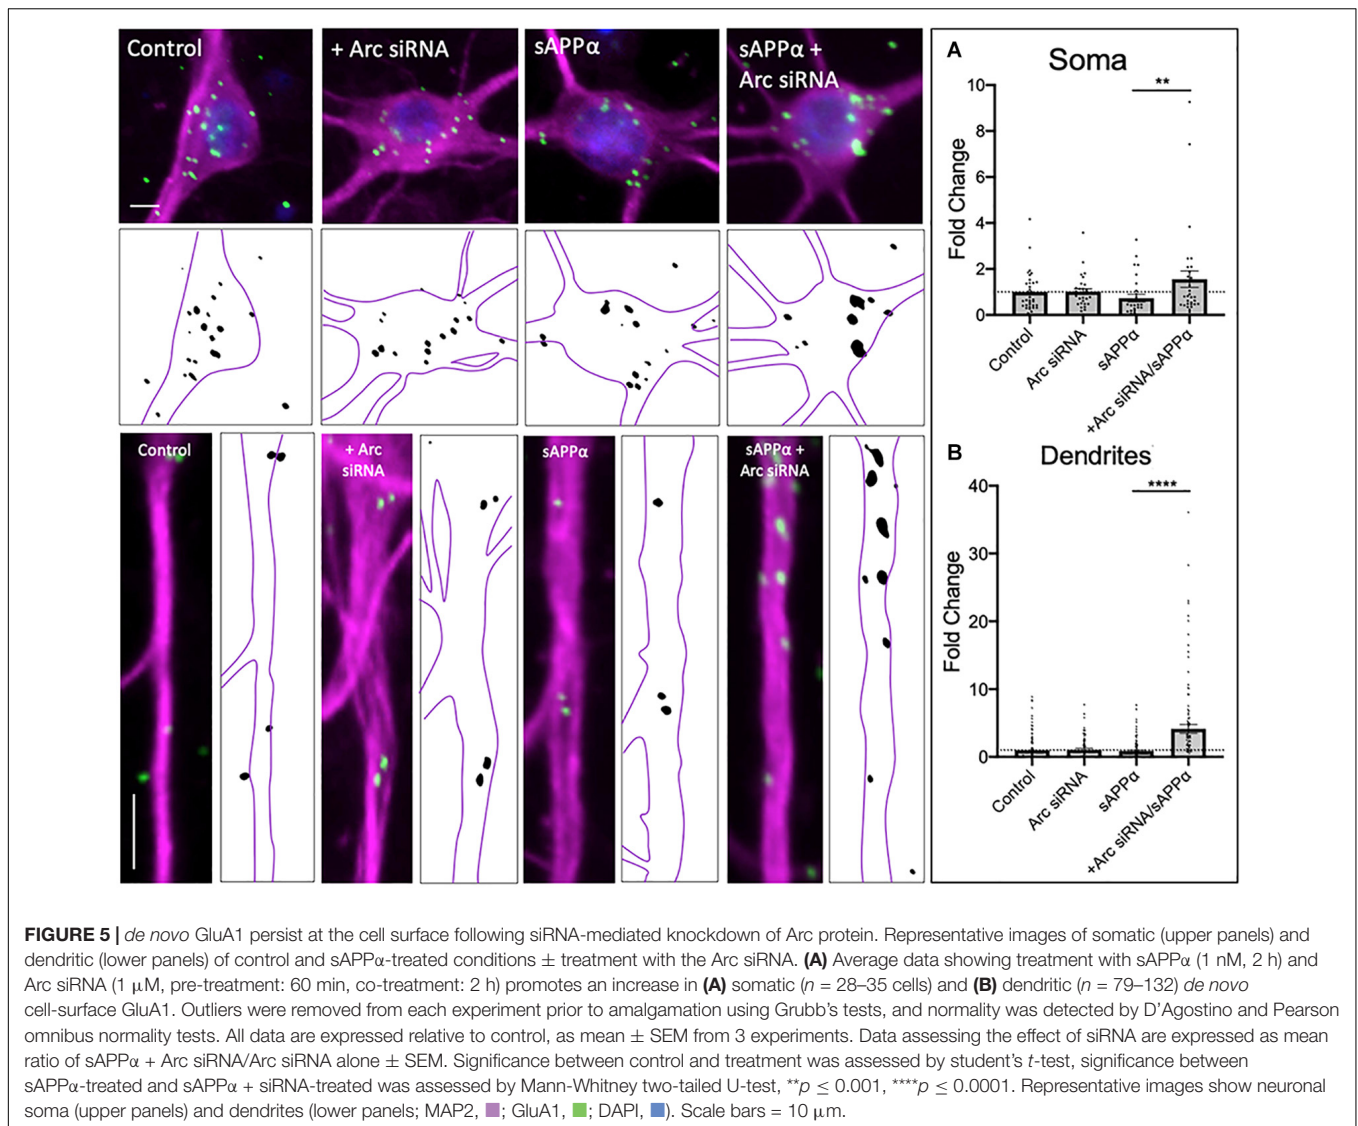 Control
+ Arc siRNA
sAPPα
sAPPα +
Arc siRNA
Control
+ Arc
siRNA
sAPPα
sAPPα +
Arc siRNA
A
Soma
10
8
6
4
2
0
Fold Change
**
Control
Arc siRNA
sAPPα
+Arc siRNA/sAPPα
B
Dendrites
40
30
20
10
0
Fold Change
****
Control
Arc siRNA
sAPPα
+Arc siRNA/sAPPα
FIGURE 5 | de novo GluA1 persist at the cell surface following siRNA-mediated knockdown of Arc protein. Representative images of somatic (upper panels) and
dendritic (lower panels) of control and sAPPα-treated conditions ± treatment with the Arc siRNA. (A) Average data showing treatment with sAPPα (1 nM, 2 h) and
Arc siRNA (1 μM, pre-treatment: 60 min, co-treatment: 2 h) promotes an increase in (A) somatic (n = 28–35 cells) and (B) dendritic (n = 79–132) de novo
cell-surface GluA1. Outliers were removed from each experiment prior to amalgamation using Grubb's tests, and normality was detected by D'Agostino and Pearson
omnibus normality tests. All data are expressed relative to control, as mean ± SEM from 3 experiments. Data assessing the effect of siRNA are expressed as mean
ratio of sAPPα + Arc siRNA/Arc siRNA alone ± SEM. Significance between control and treatment was assessed by student's t-test, significance between
sAPPα-treated and sAPPα + siRNA-treated was assessed by Mann-Whitney two-tailed U-test, **p ≤ 0.001, ****p ≤ 0.0001. Representative images show neuronal
soma (upper panels) and dendrites (lower panels; MAP2, ■; GluA1, ■; DAPI, ■). Scale bars = 10 μm.